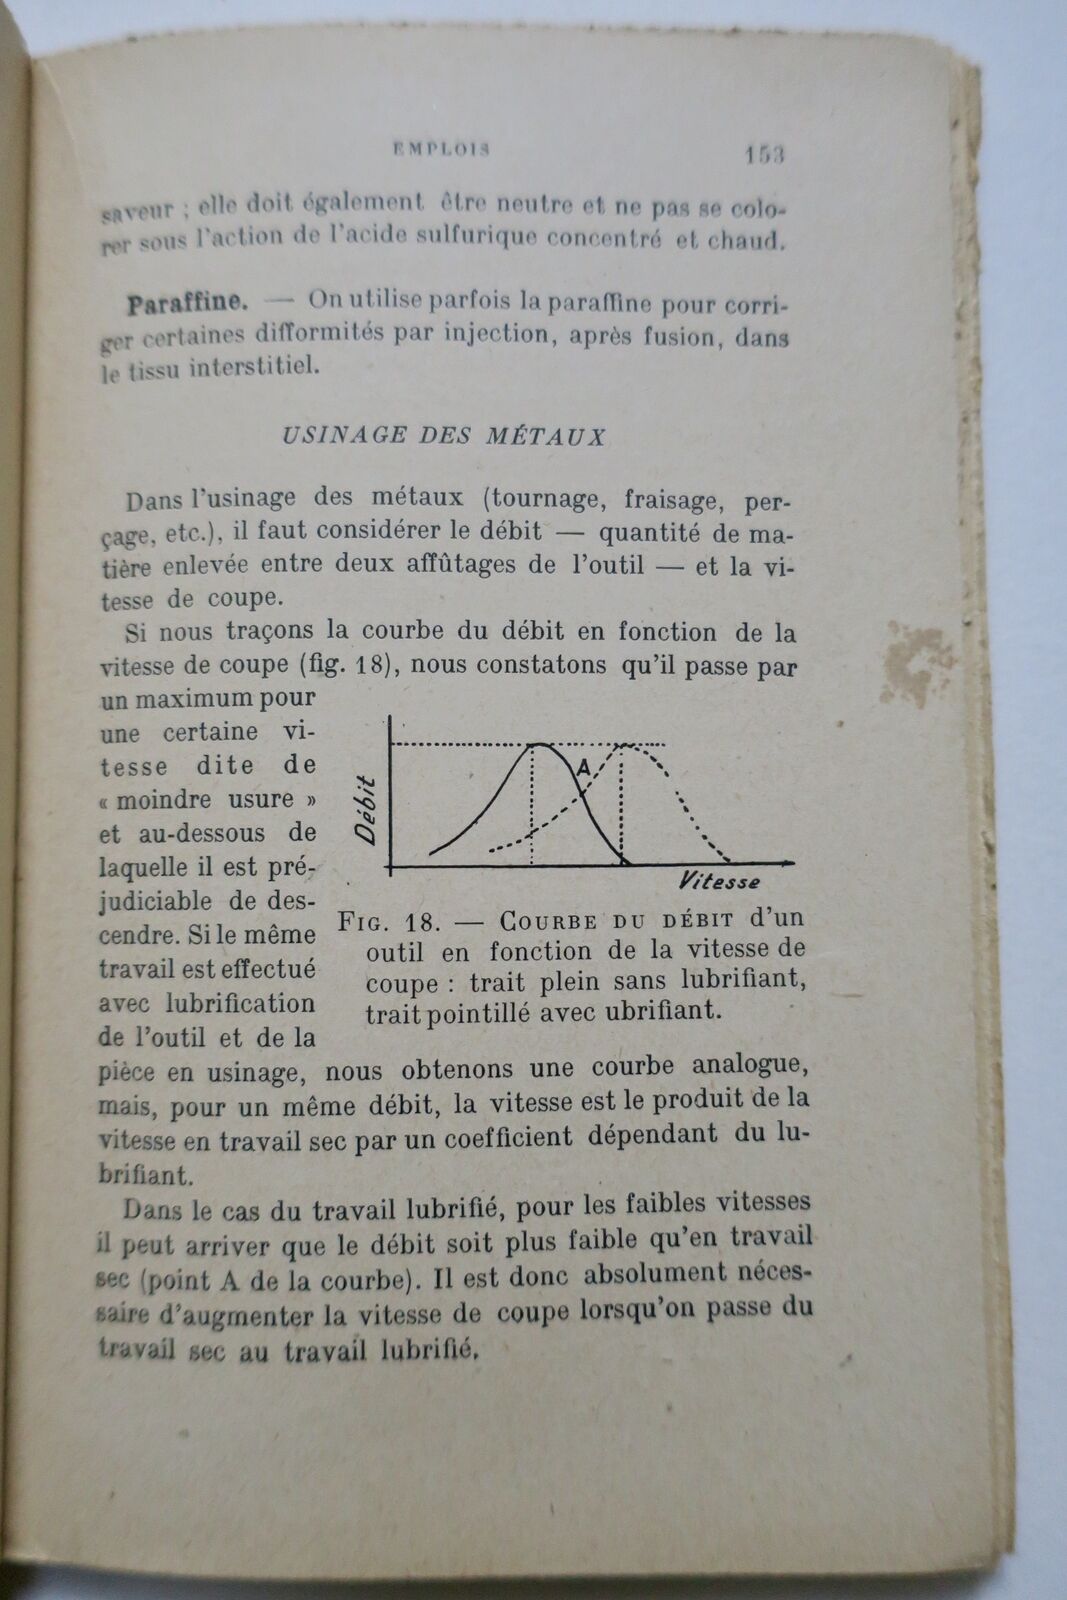 EMPLOIS
153
saveur ; elle doit également être neutre et ne pas se colo-
rer sous l'action de l'acide sulfurique concentré et chaud.
Paraffine. — On utilise parfois la paraffine pour corri-
ger certaines difformités par injection, après fusion, dans
le tissu interstitiel.
USINAGE DES MÉTAUX
Dans l'usinage des métaux (tournage, fraisage, per-
çage, etc.), il faut considérer le débit — quantité de ma-
tière enlevée entre deux affûtages de l'outil — et la vi-
tesse de coupe.
Si nous traçons la courbe du débit en fonction de la
vitesse de coupe (fig. 18), nous constatons qu'il passe par
un maximum pour
une certaine vi-
tesse dite de
« moindre usure »
et au-dessous de
laquelle il est pré-
judiciable de des-
cendre. Si le même
travail est effectué
avec lubrification
de l'outil et de la
Débit
A
Vitesse
FIG. 18. — COURBE DU DÉBIT d'un
outil en fonction de la vitesse de
coupe : trait plein sans lubrifiant,
trait pointillé avec ubrifiant.
pièce en usinage, nous obtenons une courbe analogue,
mais, pour un même débit, la vitesse est le produit de la
vitesse en travail sec par un coefficient dépendant du lu-
brifiant.
Dans le cas du travail lubrifié, pour les faibles vitesses
il peut arriver que le débit soit plus faible qu'en travail
sec (point A de la courbe). Il est donc absolument néces-
saire d'augmenter la vitesse de coupe lorsqu'on passe du
travail sec au travail lubrifié.